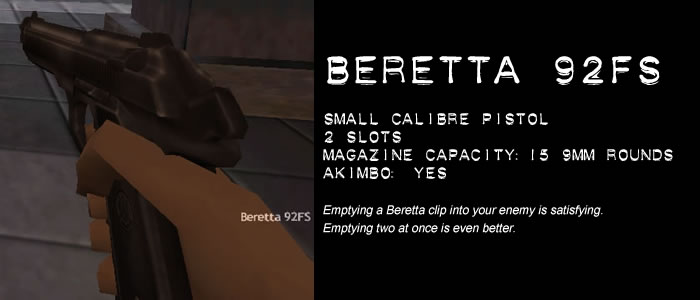 BERETTA 92FS
SMALL CALIBRE PISTOL
2 SLOTS
MAGAZINE CAPACITY: 15 9MM ROUNDS
AKIMBO: YES
Emptying a Beretta clip into your enemy is satisfying.
Emptying two at once is even better.
Beretta 92FS